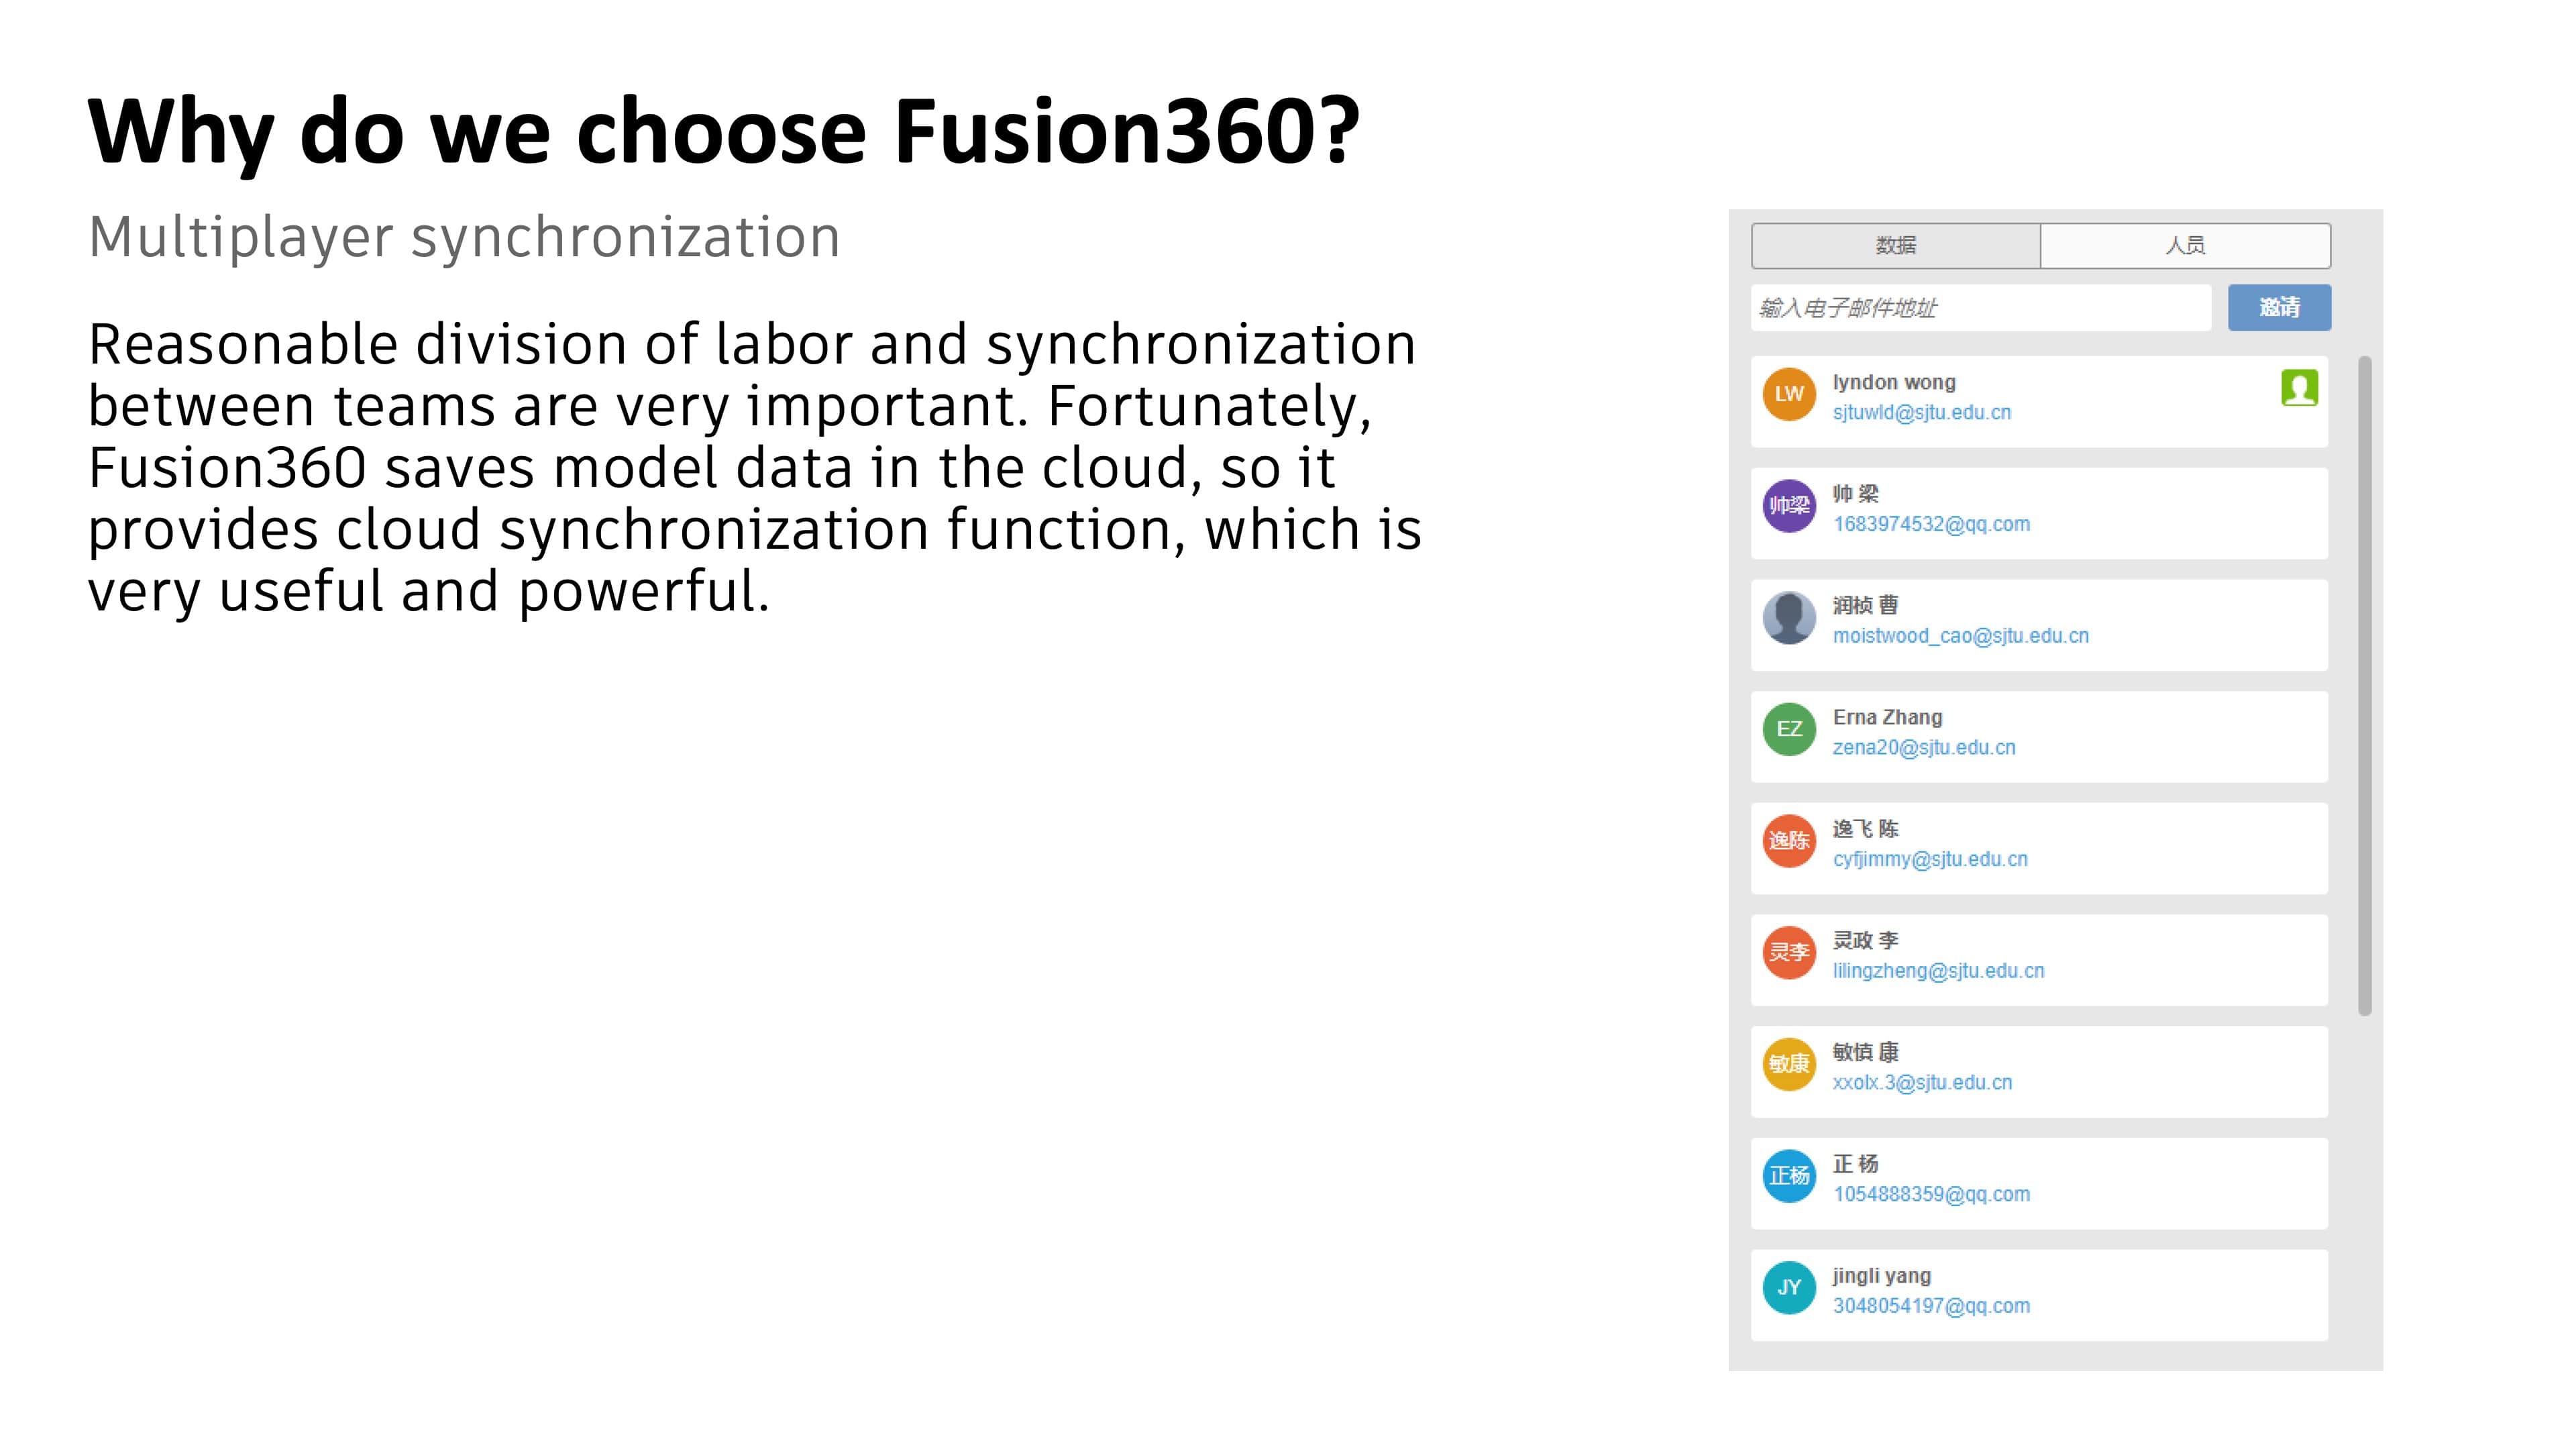 Why do we choose Fusion360?
Multiplayer synchronization
Reasonable division of labor and synchronization
between teams are very important. Fortunately,
Fusion360 saves model data in the cloud, so it
provides cloud synchronization function, which is
very useful and powerful.
数据 人员
输入电子邮件地址 邀请
LW lyndon wong
sjtuwld@sjtu.edu.cn
帅梁 帅 梁
1683974532@qq.com
润桢 曹
moistwood_cao@sjtu.edu.cn
EZ Erna Zhang
zena20@sjtu.edu.cn
逸陈 逸飞 陈
cyfjimmy@sjtu.edu.cn
灵李 灵政 李
lilingzheng@sjtu.edu.cn
敏康 敏慎 康
xxolx.3@sjtu.edu.cn
正杨 正 杨
1054888359@qq.com
JY jingli yang
3048054197@qq.com